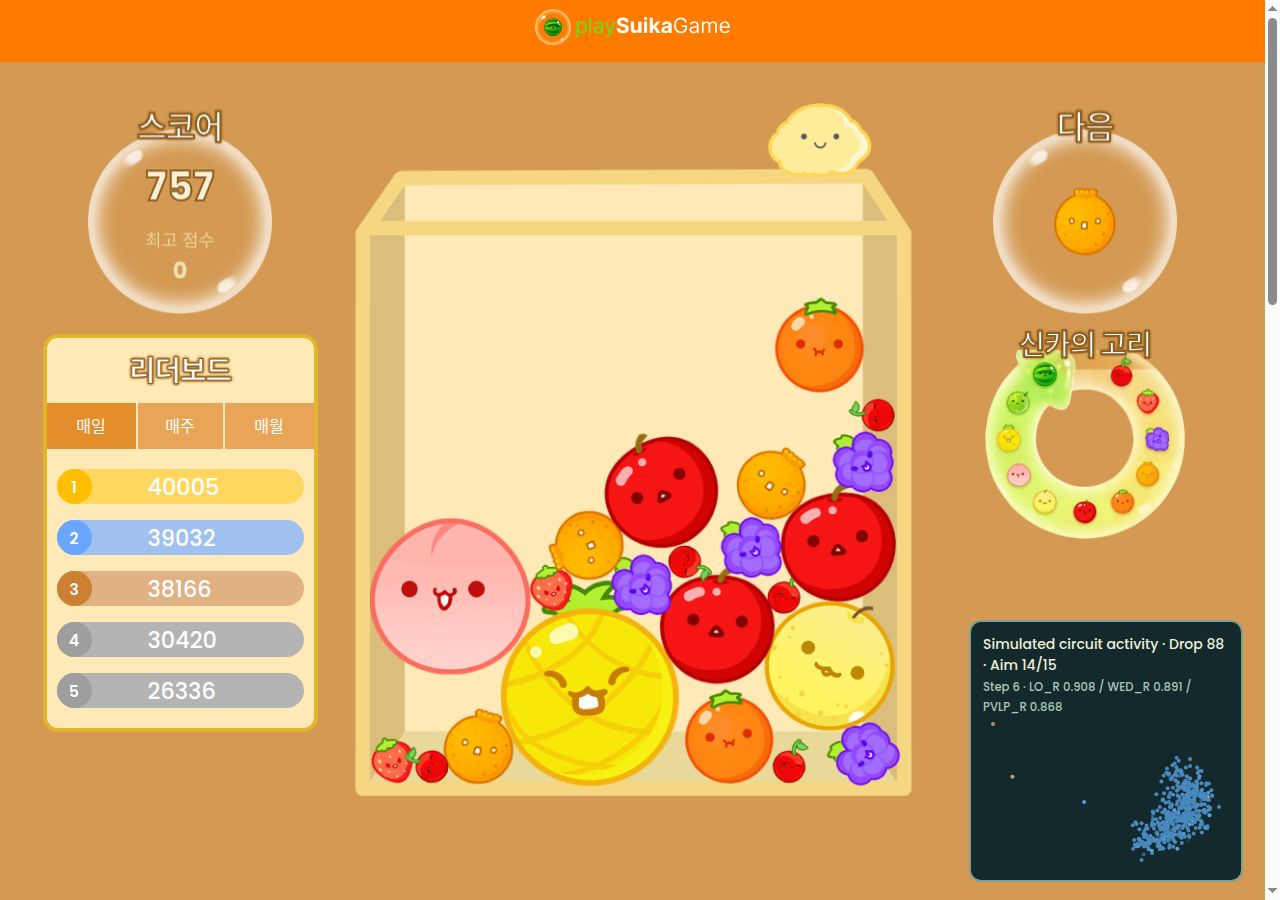 playSuikaGame
스코어
757
최고 점수
0
리더보드
매일 매주 매월
1 40005
2 39032
3 38166
4 30420
5 26336
다음
신카의 고리
Simulated circuit activity · Drop 88
· Aim 14/15
Step 6 · LO_R 0.908 / WED_R 0.891 /
PVLP_R 0.868